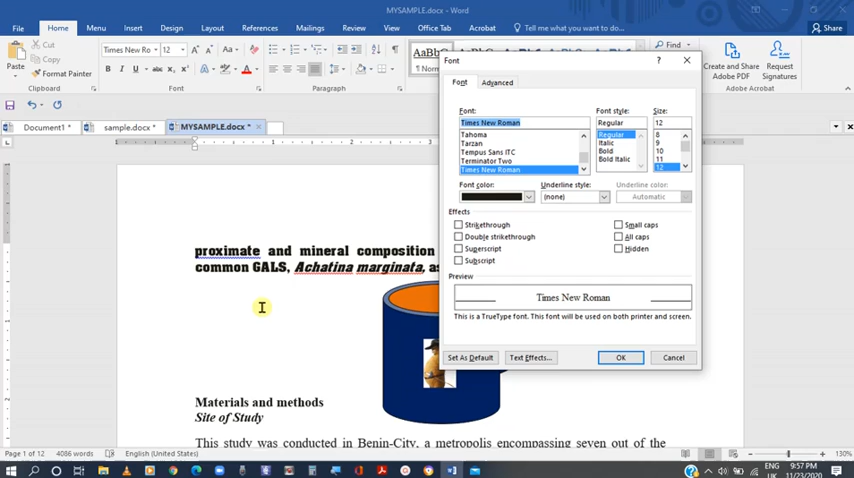 MYSAMPLE.docx - Word
File Home Menu Insert Design Layout References Mailings Review View Office Tab Acrobat Tell me what you want to do... Share
Cut
Copy
Format Painter
Paste
Times New Ro 12 Aa
B I U abc
AaBbC
¶ Norm
Find
Create and Share Adobe PDF
Request Signatures
Clipboard Font Paragraph Adobe Acrobat
Document1 * sample.docx * MYSAMPLE.docx *
Font
Font Advanced
Font: Font style: Size:
Times New Roman Regular 12
Tahoma Regular 8
Tarzan Italic 9
Tempus Sans ITC Bold 10
Terminator Two Bold Italic 11
Times New Roman 12
Font color: Underline style: Underline color:
(none) Automatic
Effects
Strikethrough Small caps
Double strikethrough All caps
Superscript Hidden
Subscript
Preview
Times New Roman
This is a TrueType font. This font will be used on both printer and screen.
Set As Default Text Effects... OK Cancel
proximate and mineral composition
common GALS, Achatina marginata, as
Materials and methods
Site of Study
This study was conducted in Benin-City, a metropolis encompassing seven out of the
Page 1 of 12 4086 words English (United States) 130%
ENG
UK
9:57 PM
11/23/2020